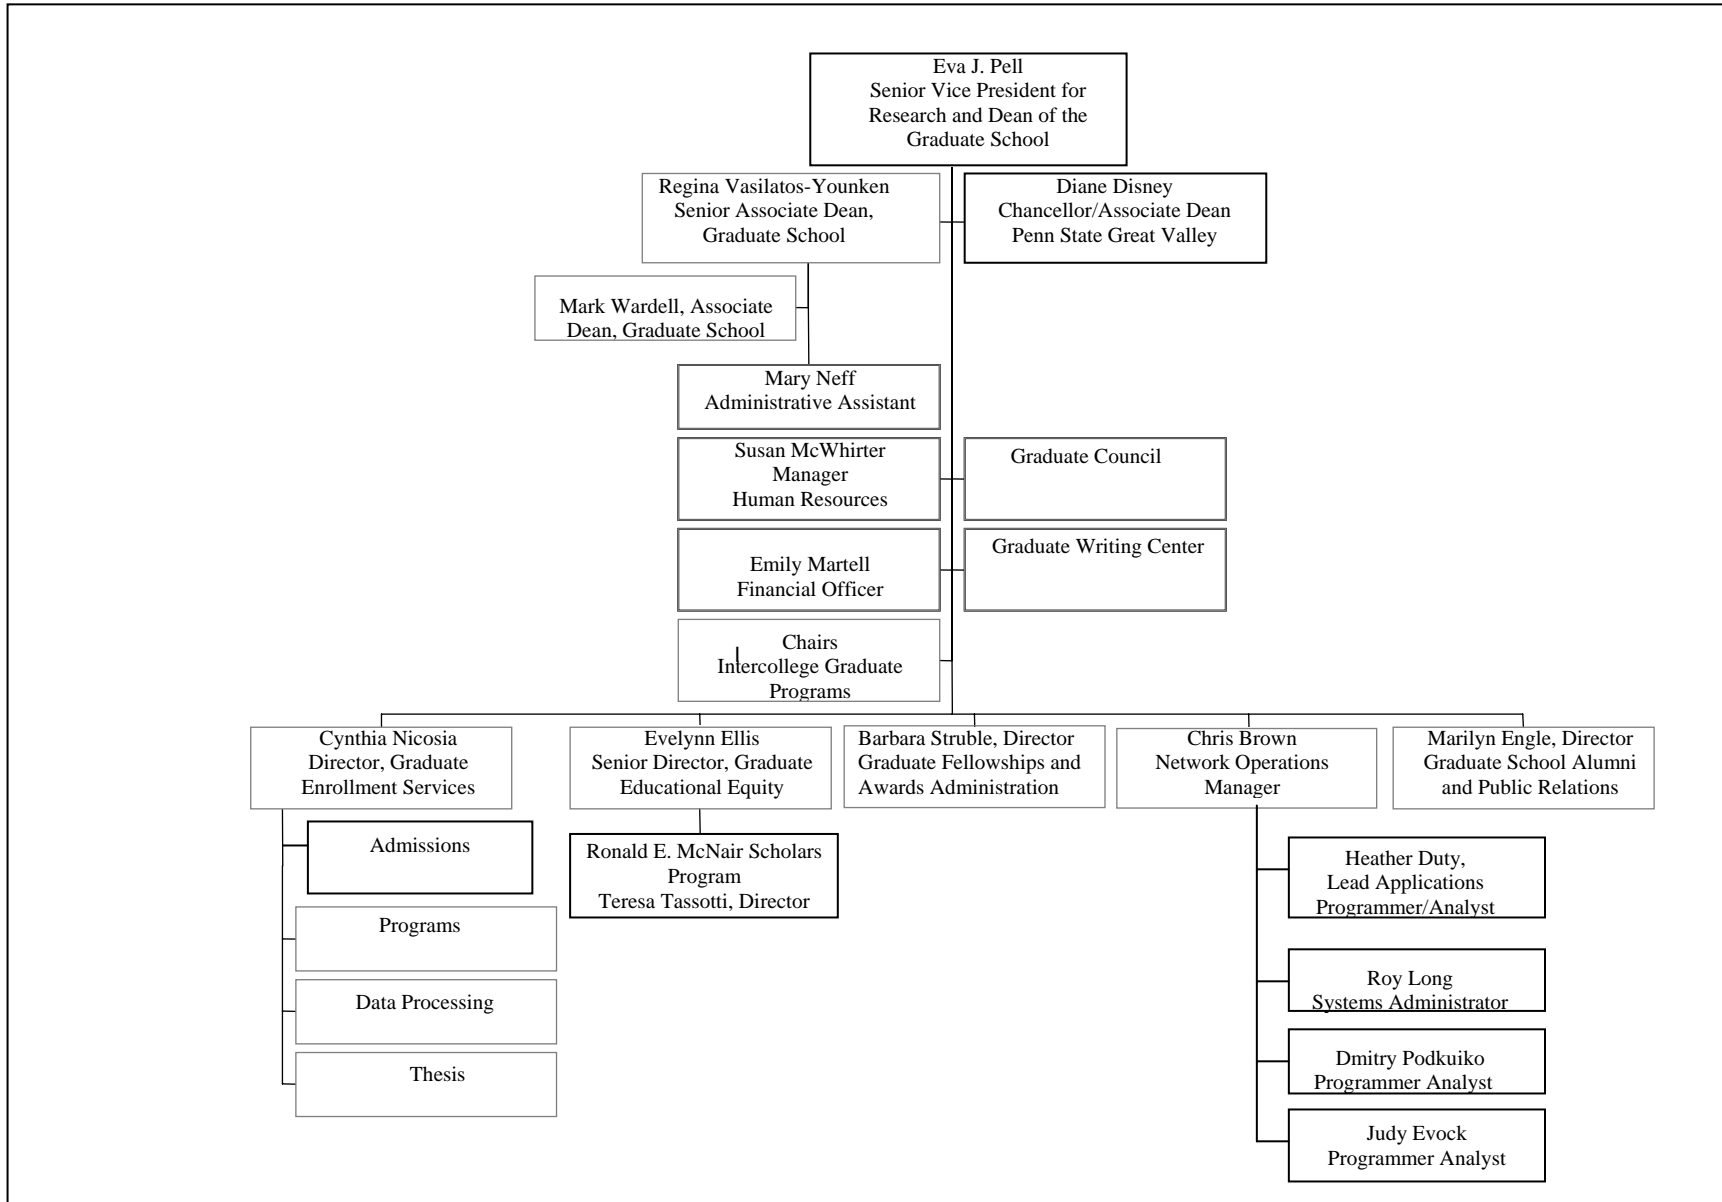 Eva J. Pell
Senior Vice President for
Research and Dean of the
Graduate School
Regina Vasilatos-Younken
Senior Associate Dean,
Graduate School
Diane Disney
Chancellor/Associate Dean
Penn State Great Valley
Mark Wardell, Associate
Dean, Graduate School
Mary Neff
Administrative Assistant
Susan McWhirter
Manager
Human Resources
Graduate Council
Emily Martell
Financial Officer
Graduate Writing Center
Chairs
Intercollege Graduate
Programs
Cynthia Nicosia
Director, Graduate
Enrollment Services
Evelynn Ellis
Senior Director, Graduate
Educational Equity
Barbara Struble, Director
Graduate Fellowships and
Awards Administration
Chris Brown
Network Operations
Manager
Marilyn Engle, Director
Graduate School Alumni
and Public Relations
Admissions
Programs
Data Processing
Thesis
Ronald E. McNair Scholars
Program
Teresa Tassotti, Director
Heather Duty,
Lead Applications
Programmer/Analyst
Roy Long
Systems Administrator
Dmitry Podkuiko
Programmer Analyst
Judy Evock
Programmer Analyst